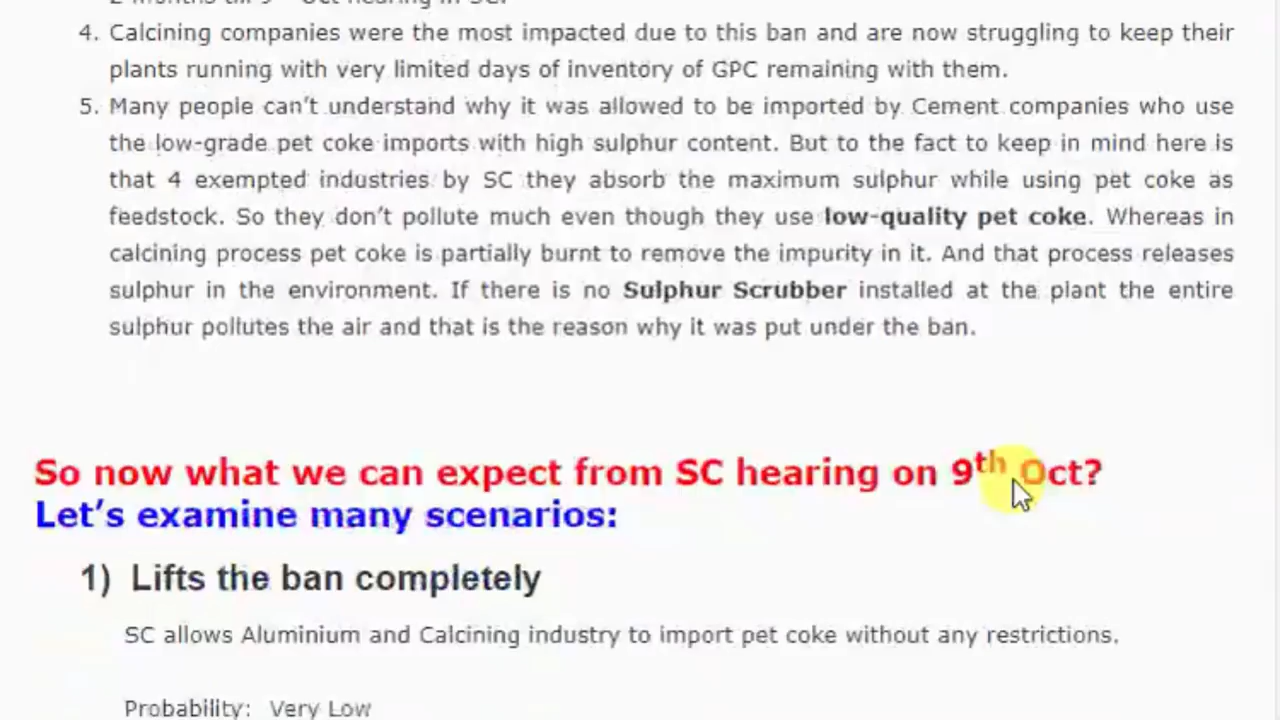 4. Calcining companies were the most impacted due to this ban and are now struggling to keep their
plants running with very limited days of inventory of GPC remaining with them.
5. Many people can't understand why it was allowed to be imported by Cement companies who use
the low-grade pet coke imports with high sulphur content. But to the fact to keep in mind here is
that 4 exempted industries by SC they absorb the maximum sulphur while using pet coke as
feedstock. So they don't pollute much even though they use low-quality pet coke. Whereas in
calcining process pet coke is partially burnt to remove the impurity in it. And that process releases
sulphur in the environment. If there is no Sulphur Scrubber installed at the plant the entire
sulphur pollutes the air and that is the reason why it was put under the ban.
So now what we can expect from SC hearing on 9th Oct?
Let's examine many scenarios:
1) Lifts the ban completely
SC allows Aluminium and Calcining industry to import pet coke without any restrictions.
Probability: Very Low